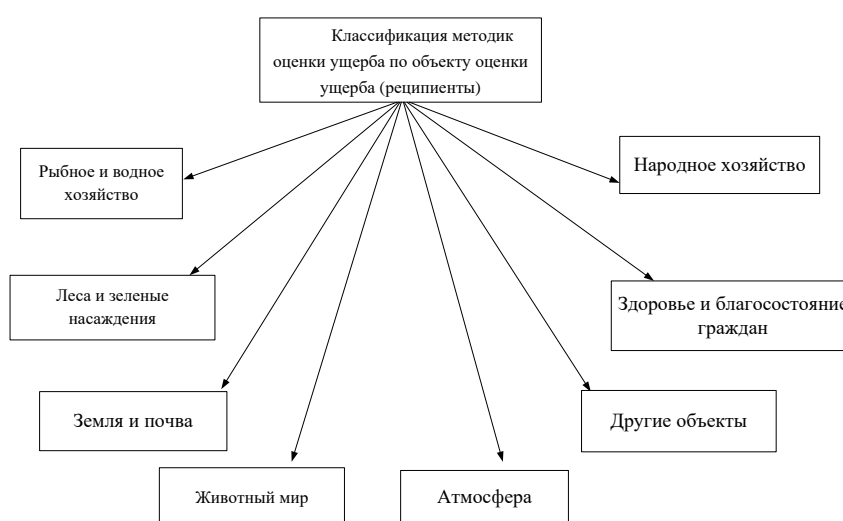 Классификация методик
оценки ущерба по объекту оценки
ущерба (реципиенты)
Рыбное и водное
хозяйство
Народное хозяйство
Леса и зеленые
насаждения
Здоровье и благосостояние
граждан
Земля и почва
Другие объекты
Животный мир
Атмосфера